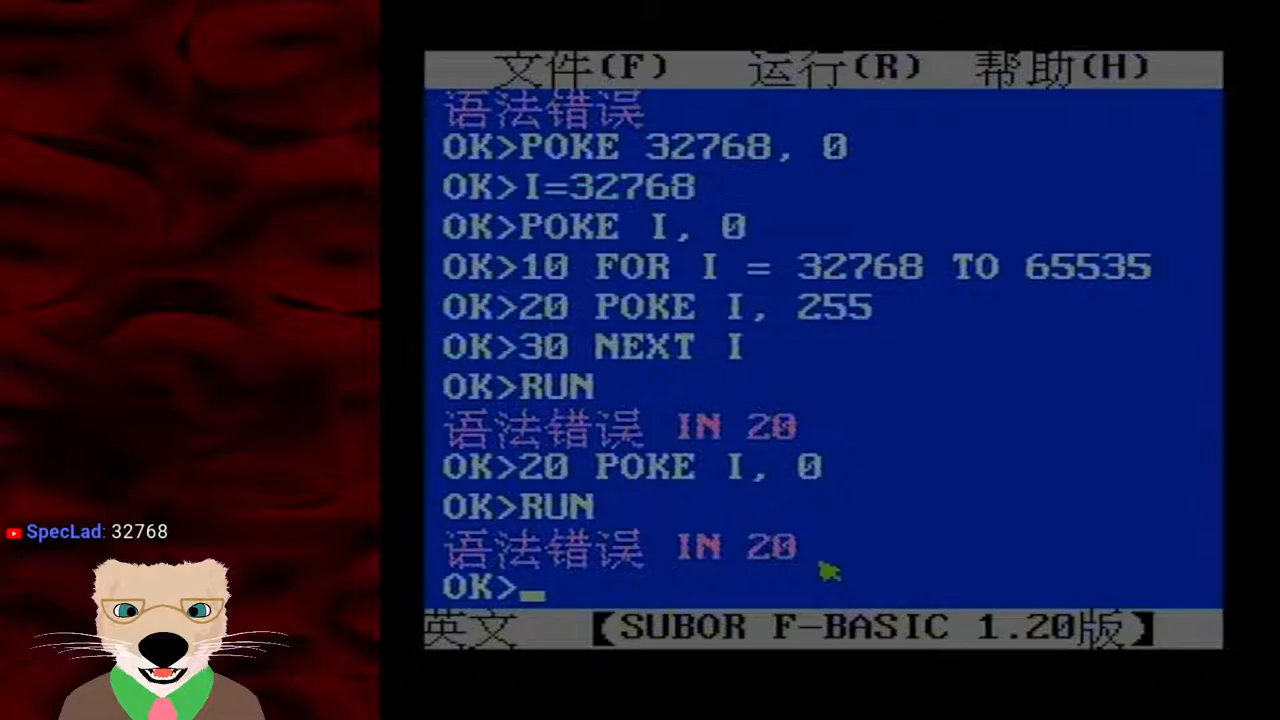 文件(F) 运行(R) 帮助(H)
语法错误
OK>POKE 32768, 0
OK>I=32768
OK>POKE I, 0
OK>10 FOR I = 32768 TO 65535
OK>20 POKE I, 255
OK>30 NEXT I
OK>RUN
语法错误 IN 20
OK>20 POKE I, 0
OK>RUN
语法错误 IN 20
OK>_
英文 【SUBOR F-BASIC 1.20版】
SpecLad: 32768